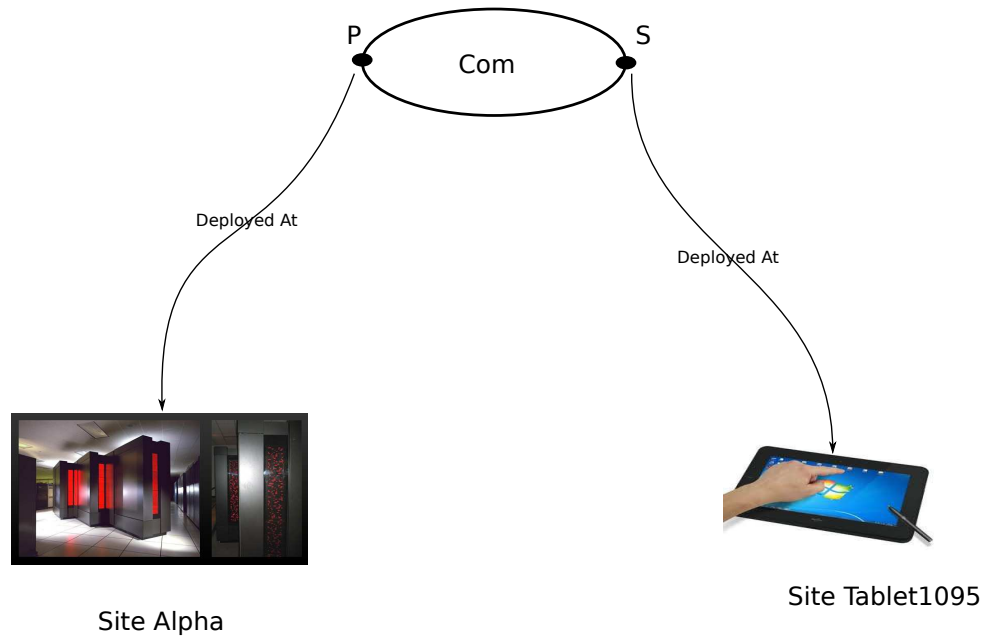 P
S
Com
Deployed At
Deployed At
Site Tablet1095
Site Alpha